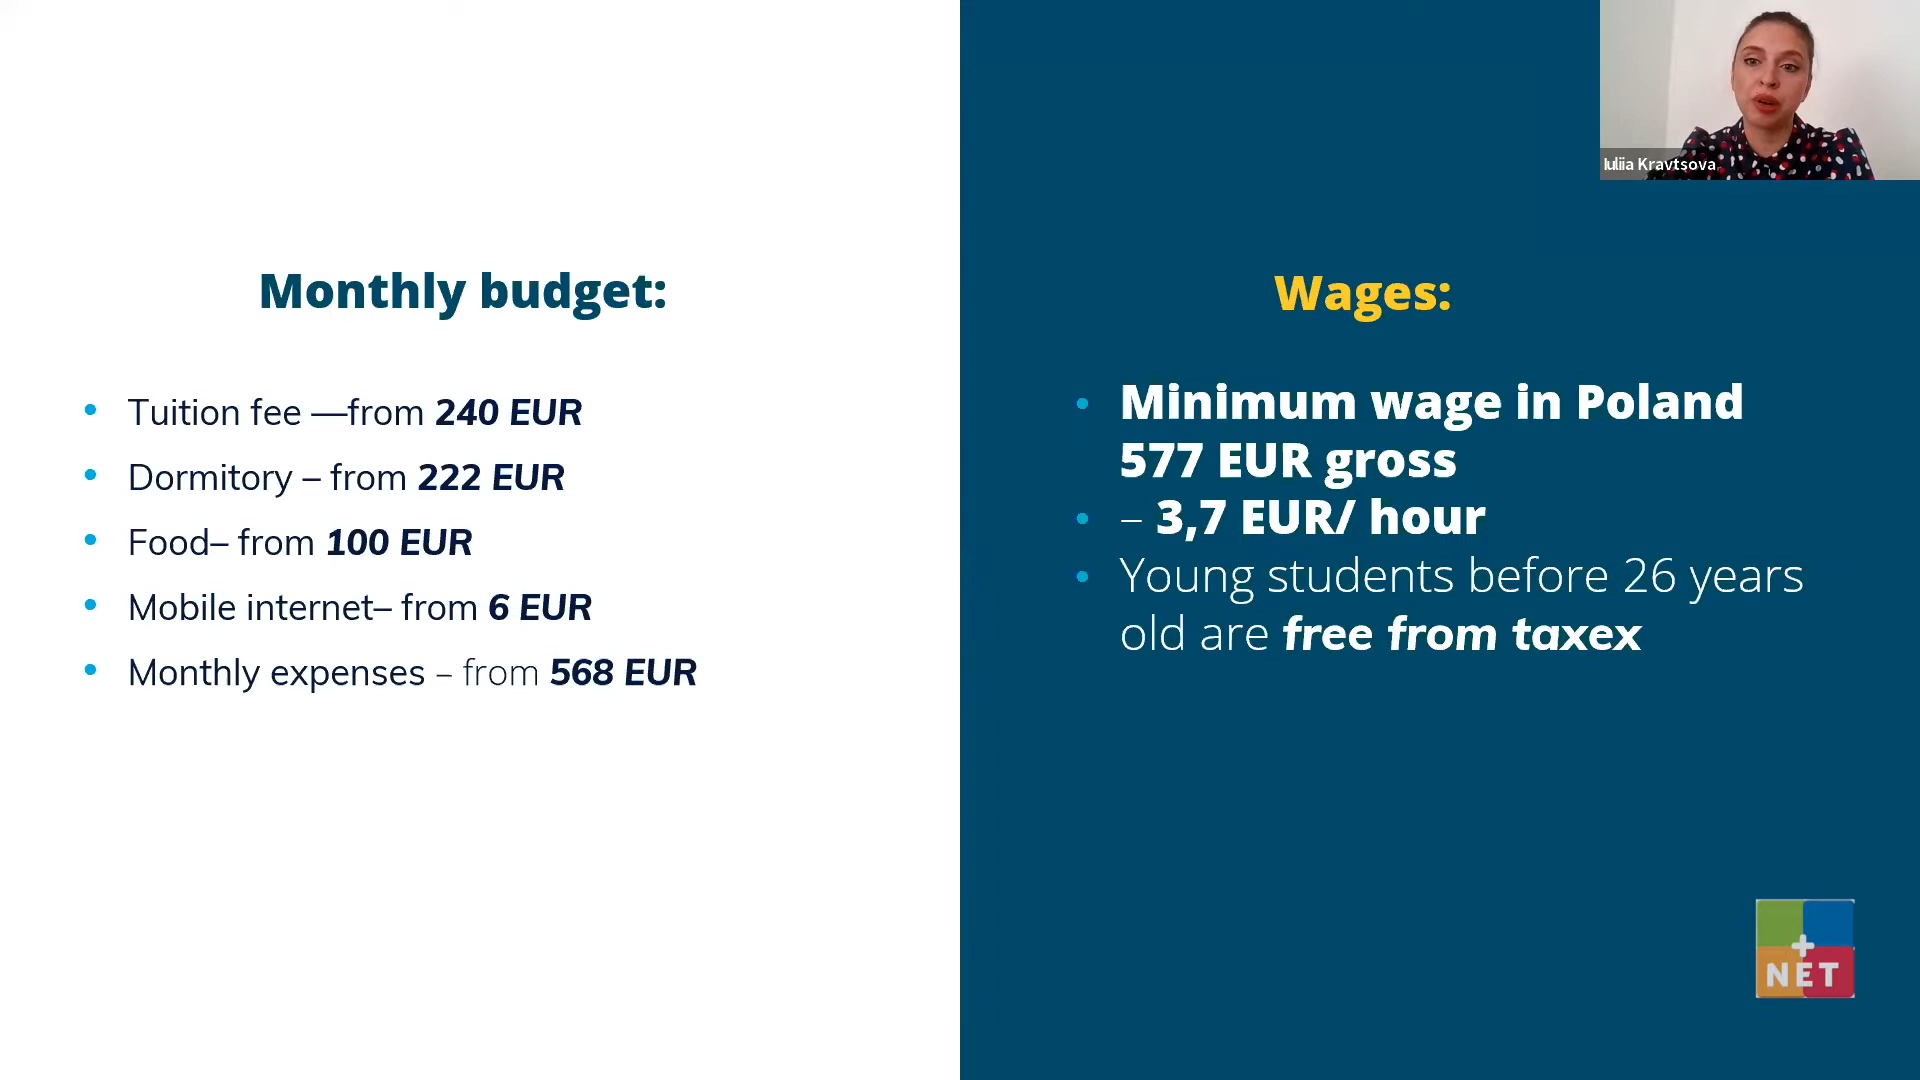 Iuliia Kravtsova
Monthly budget:
• Tuition fee —from 240 EUR
• Dormitory – from 222 EUR
• Food– from 100 EUR
• Mobile internet– from 6 EUR
• Monthly expenses – from 568 EUR
Wages:
• Minimum wage in Poland
577 EUR gross
• – 3,7 EUR/ hour
• Young students before 26 years
old are free from taxex
+
NET